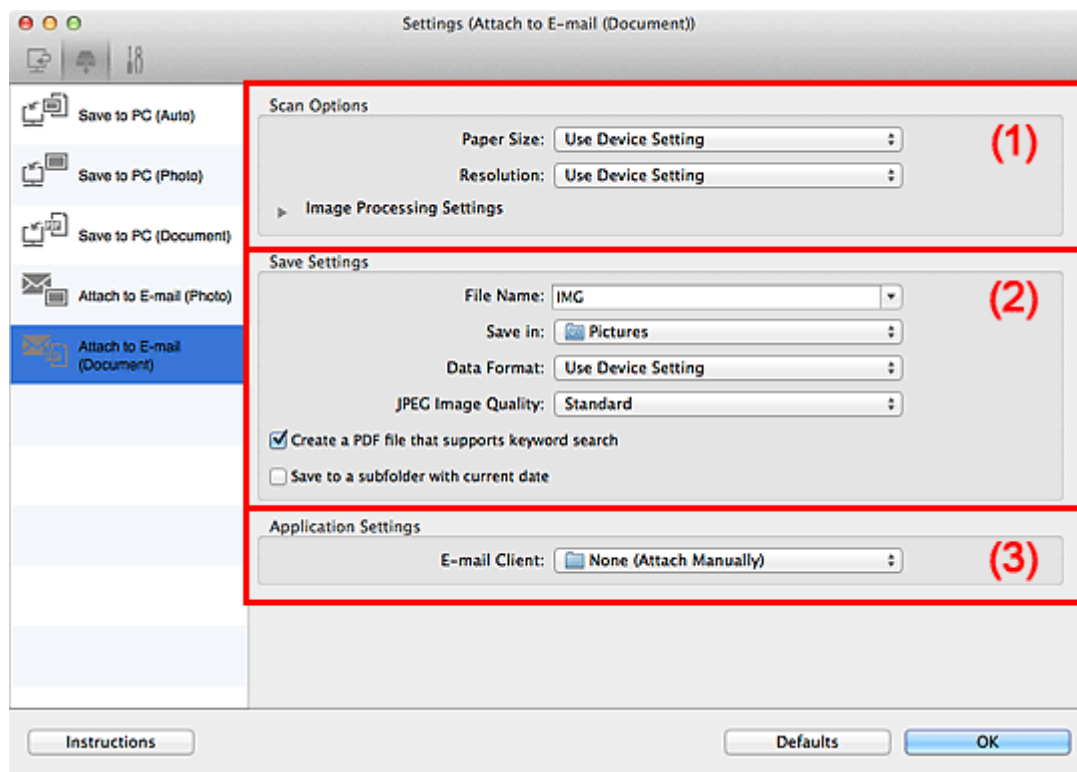 Settings (Attach to E-mail (Document))
Save to PC (Auto)
Save to PC (Photo)
Save to PC (Document)
Attach to E-mail (Photo)
Attach to E-mail
(Document)
Scan Options
(1)
Paper Size: Use Device Setting
Resolution: Use Device Setting
Image Processing Settings
Save Settings
(2)
File Name: IMG
Save in: Pictures
Data Format: Use Device Setting
JPEG Image Quality: Standard
Create a PDF file that supports keyword search
Save to a subfolder with current date
Application Settings
(3)
E-mail Client: None (Attach Manually)
Instructions
Defaults
OK